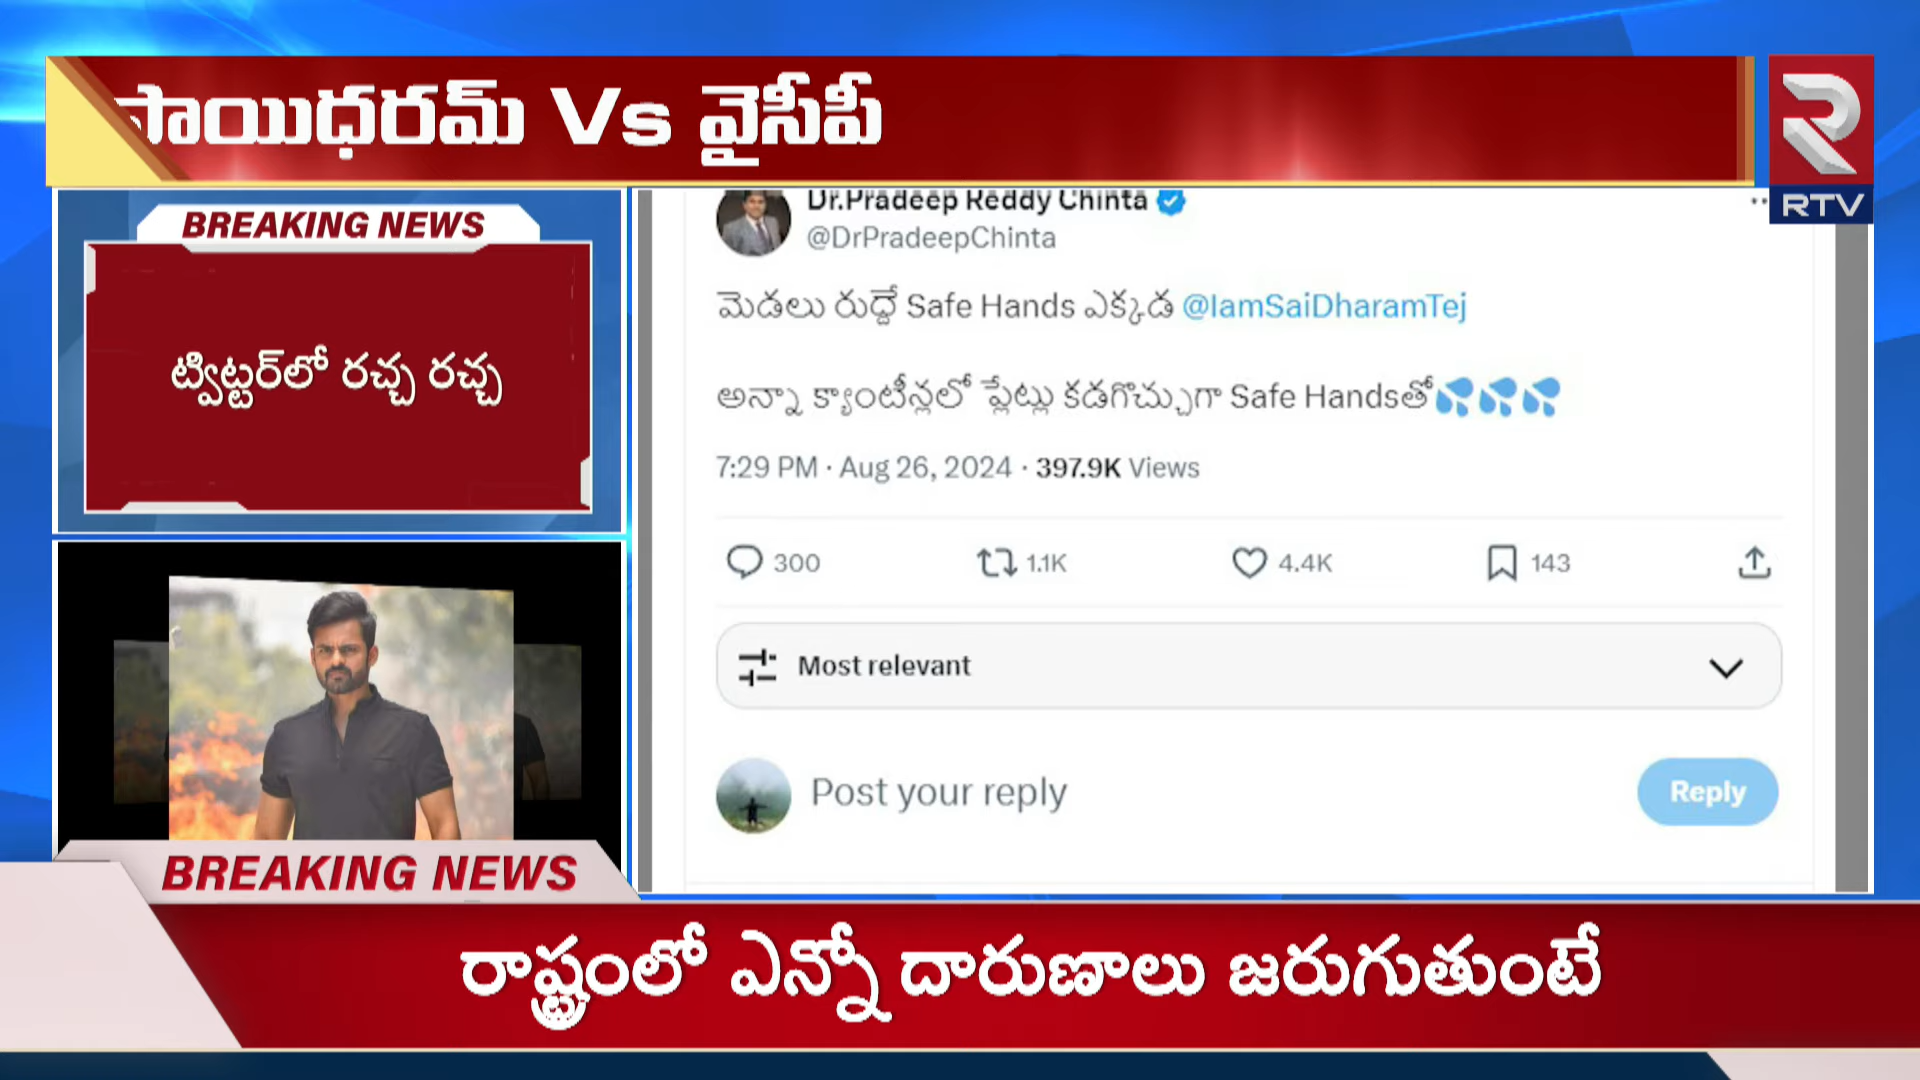 సాయిధరమ్ Vs వైసీపీ
RTV
BREAKING NEWS
ట్విట్టర్‌లో రచ్చ రచ్చ
Dr.Pradeep Reddy Chinta
@DrPradeepChinta
మెడలు రుద్దే Safe Hands ఎక్కడ @IamSaiDharamTej
అన్నా క్యాంటీన్లలో ప్లేట్లు కడగొచ్చుగా Safe Handsతో💦💦💦
7:29 PM · Aug 26, 2024 · 397.9K Views
300 1.1K 4.4K 143
Most relevant
Post your reply
Reply
BREAKING NEWS
రాష్ట్రంలో ఎన్నో దారుణాలు జరుగుతుంటే